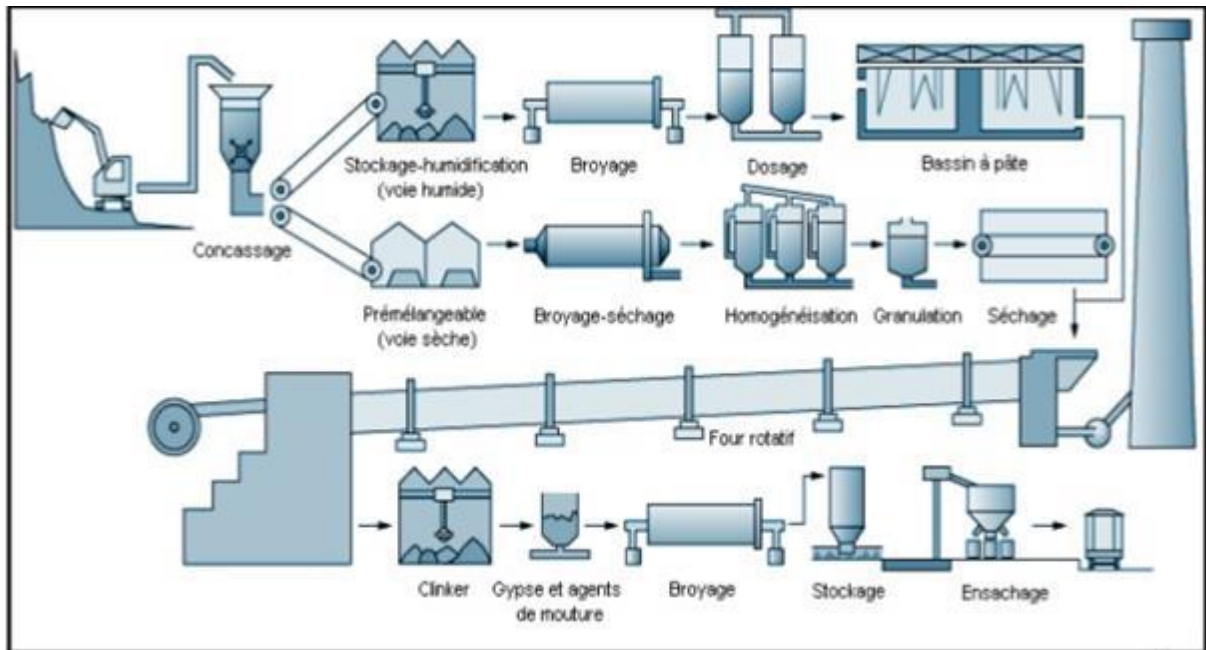 Stockage-humidification
(voie humide)
Broyage
Dosage
Bassin à pâte
Concassage
Prémélangeable
(voie sèche)
Broyage-séchage
Homogénéisation
Granulation
Séchage
Four rotatif
Clinker
Gypse et agents
de mouture
Broyage
Stockage
Ensachage